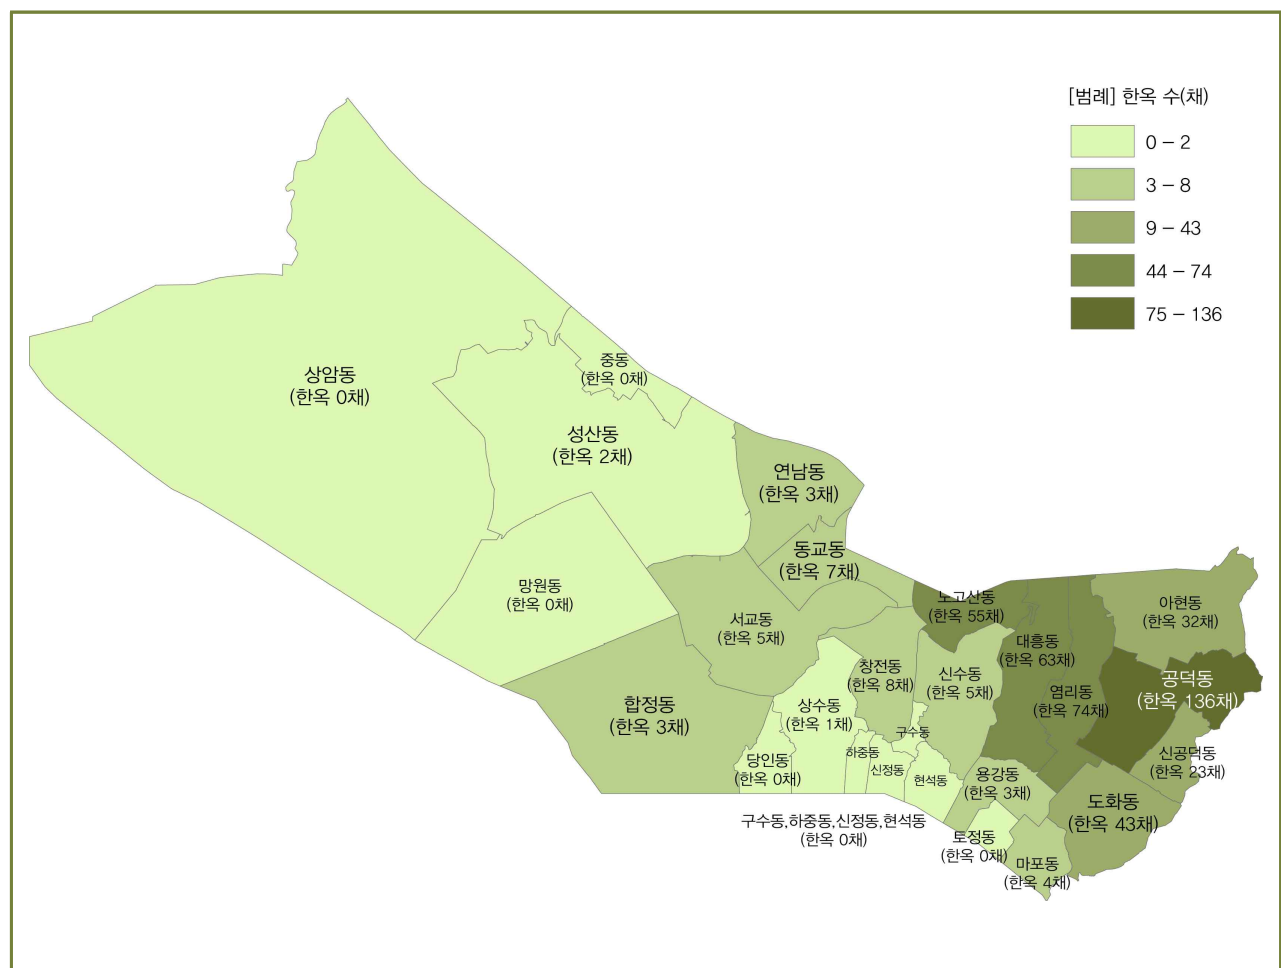 [범례] 한옥 수(채)
0 – 2
3 – 8
9 – 43
44 – 74
75 – 136
상암동
(한옥 0채)
중동
(한옥 0채)
성산동
(한옥 2채)
연남동
(한옥 3채)
동교동
(한옥 7채)
망원동
(한옥 0채)
서교동
(한옥 5채)
노고산동
(한옥 55채)
아현동
(한옥 32채)
대흥동
(한옥 63채)
창전동
(한옥 8채)
신수동
(한옥 5채)
염리동
(한옥 74채)
공덕동
(한옥 136채)
합정동
(한옥 3채)
상수동
(한옥 1채)
구수동
하중동
신정동
현석동
당인동
(한옥 0채)
용강동
(한옥 3채)
신공덕동
(한옥 23채)
도화동
(한옥 43채)
구수동,하중동,신정동,현석동
(한옥 0채)
토정동
(한옥 0채)
마포동
(한옥 4채)